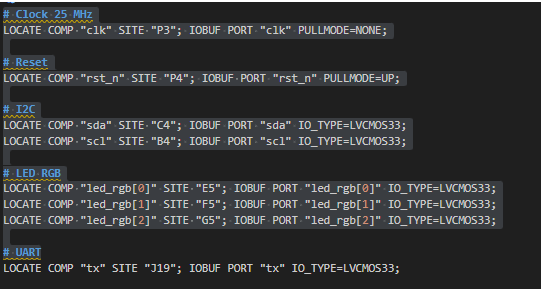 # Clock 25 MHz
LOCATE COMP "clk" SITE "P3"; IOBUF PORT "clk" PULLMODE=NONE;
# Reset
LOCATE COMP "rst_n" SITE "P4"; IOBUF PORT "rst_n" PULLMODE=UP;
# I2C
LOCATE COMP "sda" SITE "C4"; IOBUF PORT "sda" IO_TYPE=LVCMOS33;
LOCATE COMP "scl" SITE "B4"; IOBUF PORT "scl" IO_TYPE=LVCMOS33;
# LED RGB
LOCATE COMP "led_rgb[0]" SITE "E5"; IOBUF PORT "led_rgb[0]" IO_TYPE=LVCMOS33;
LOCATE COMP "led_rgb[1]" SITE "F5"; IOBUF PORT "led_rgb[1]" IO_TYPE=LVCMOS33;
LOCATE COMP "led_rgb[2]" SITE "G5"; IOBUF PORT "led_rgb[2]" IO_TYPE=LVCMOS33;
# UART
LOCATE COMP "tx" SITE "J19"; IOBUF PORT "tx" IO_TYPE=LVCMOS33;